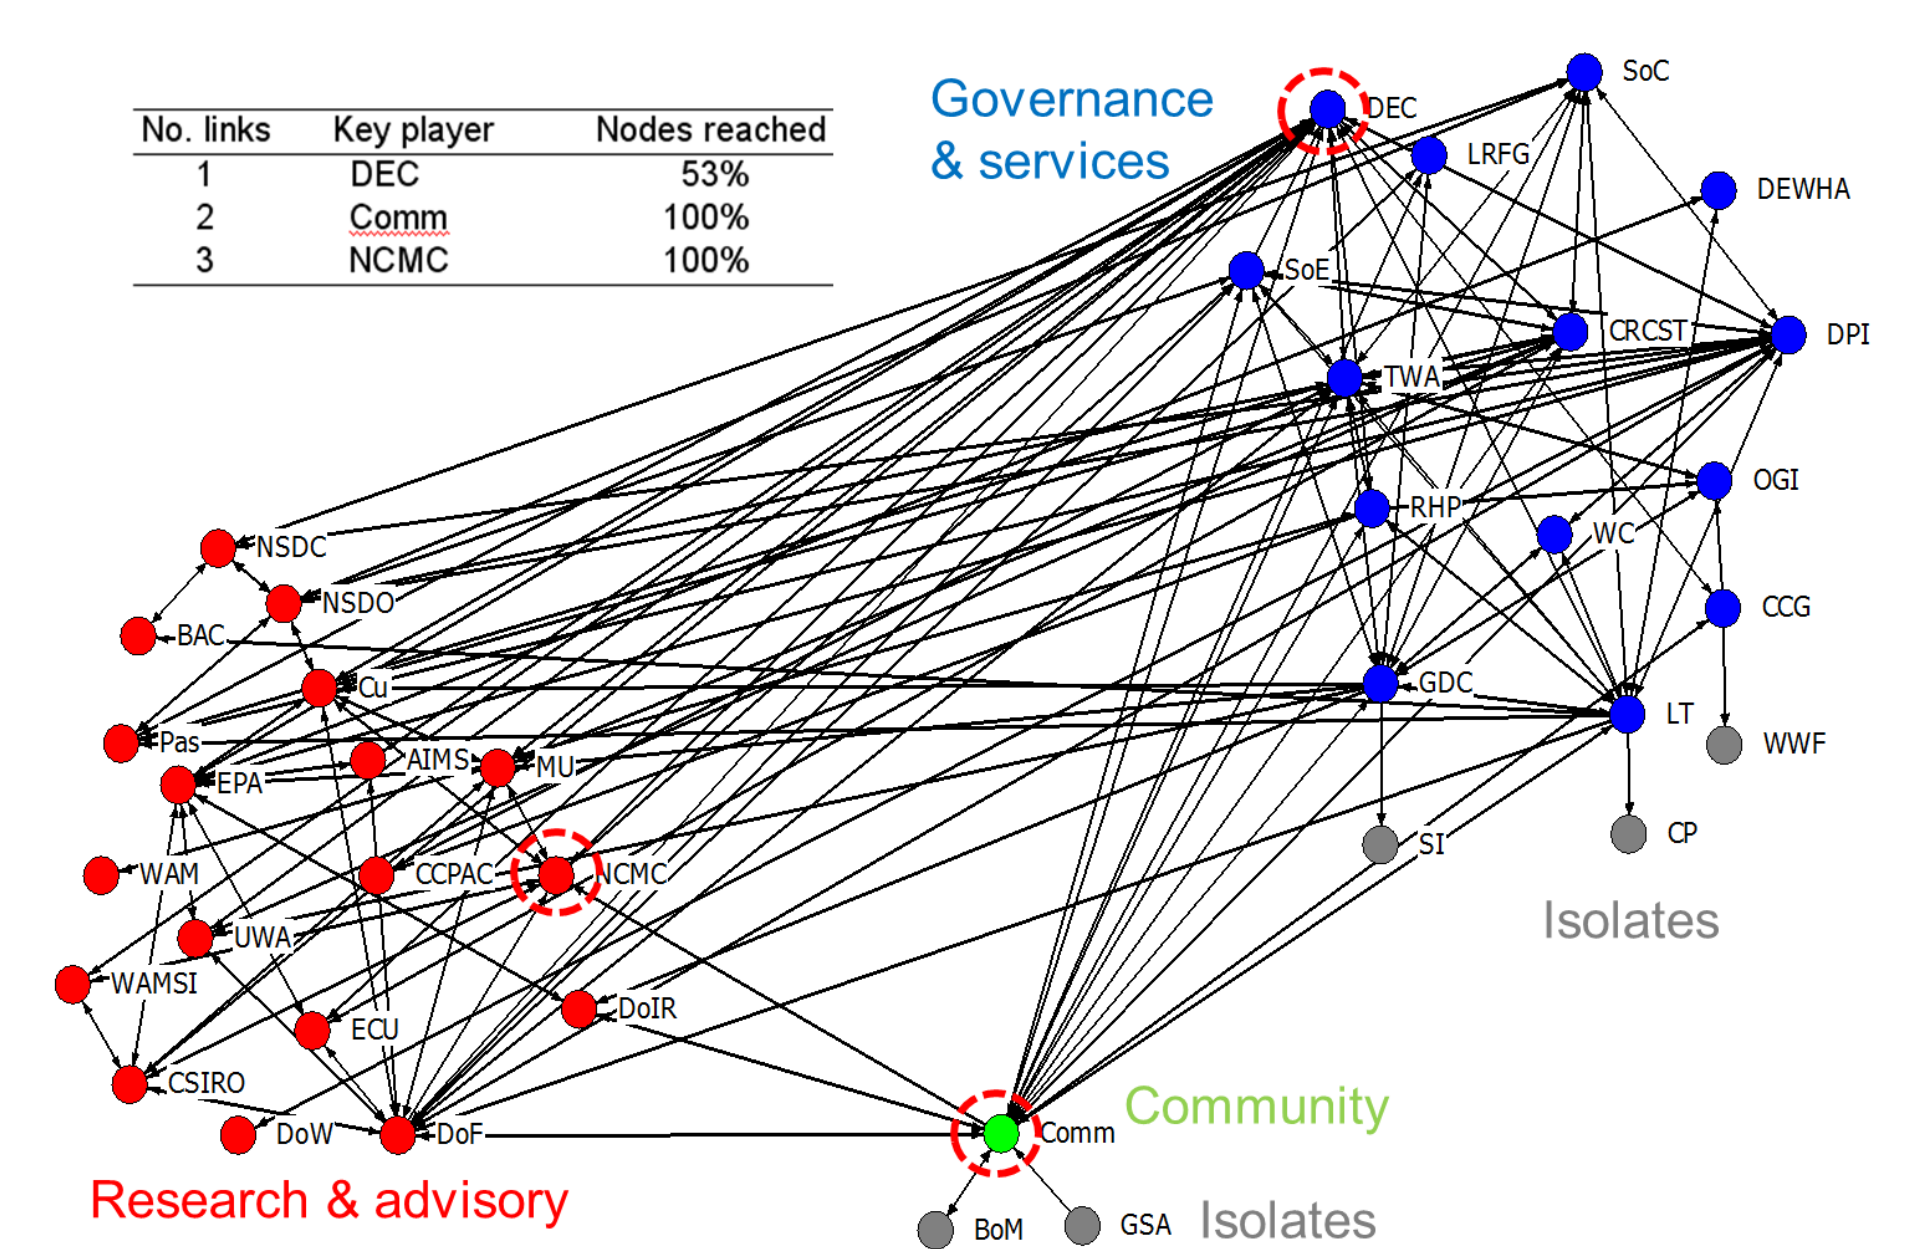 No. links Key player Nodes reached
1 DEC 53%
2 Comm 100%
3 NCMC 100%
Governance
& services
SoC
DEC
LRFG
DEWHA
SoE
CRCST
DPI
TWA
OGI
RHP
WC
CCG
GDC
LT
WWF
CP
SI
Isolates
NSDC
NSDO
BAC
Cu
Pas
AIMS
MU
EPA
WAM
CCPAC
NCMC
UWA
WAMSI
DoIR
ECU
CSIRO
DoW
DoF
Research & advisory
Community
Comm
BoM
GSA
Isolates